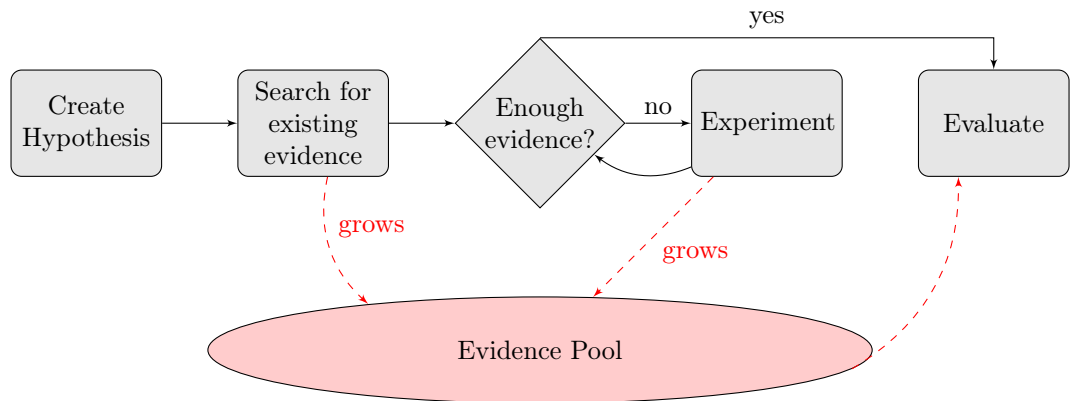 yes
Create
Hypothesis
Search for
existing
evidence
Enough
evidence?
no
Experiment
Evaluate
grows
grows
Evidence Pool